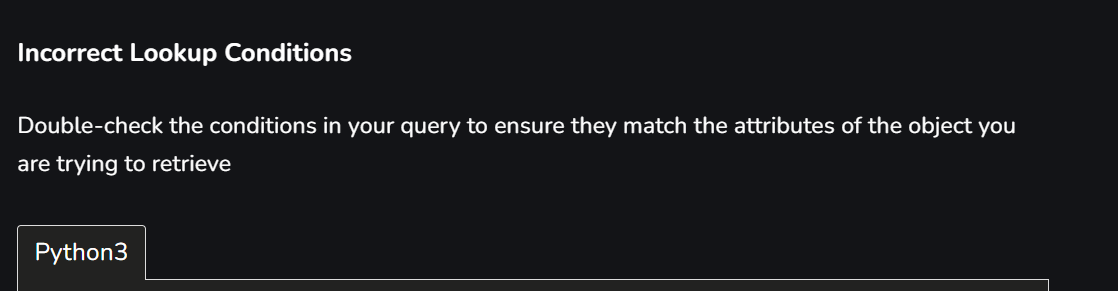 Incorrect Lookup Conditions
Double-check the conditions in your query to ensure they match the attributes of the object you
are trying to retrieve
Python3